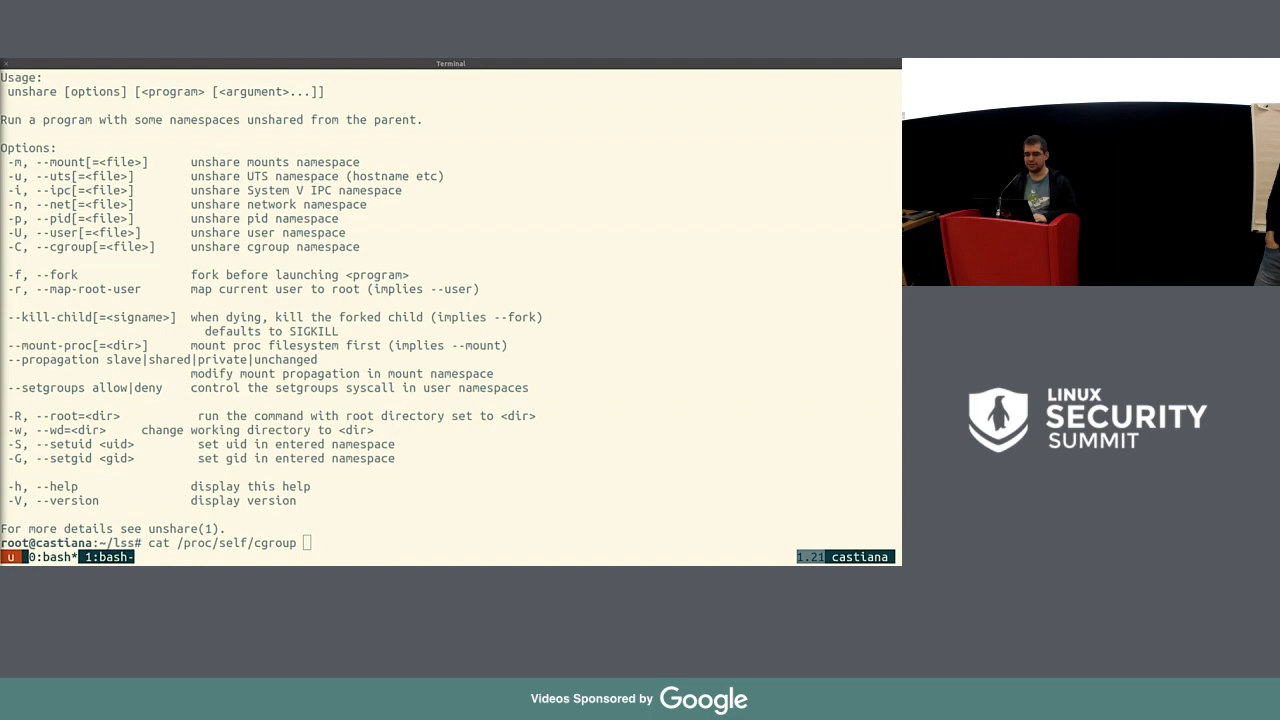 Terminal
Usage:
 unshare [options] [<program> [<argument>...]]
Run a program with some namespaces unshared from the parent.
Options:
 -m, --mount[=<file>]      unshare mounts namespace
 -u, --uts[=<file>]        unshare UTS namespace (hostname etc)
 -i, --ipc[=<file>]        unshare System V IPC namespace
 -n, --net[=<file>]        unshare network namespace
 -p, --pid[=<file>]        unshare pid namespace
 -U, --user[=<file>]       unshare user namespace
 -C, --cgroup[=<file>]     unshare cgroup namespace
 -f, --fork                fork before launching <program>
 -r, --map-root-user       map current user to root (implies --user)
 --kill-child[=<signame>]  when dying, kill the forked child (implies --fork)
                             defaults to SIGKILL
 --mount-proc[=<dir>]      mount proc filesystem first (implies --mount)
 --propagation slave|shared|private|unchanged
                           modify mount propagation in mount namespace
 --setgroups allow|deny    control the setgroups syscall in user namespaces
 -R, --root=<dir>           run the command with root directory set to <dir>
 -w, --wd=<dir>     change working directory to <dir>
 -S, --setuid <uid>         set uid in entered namespace
 -G, --setgid <gid>         set gid in entered namespace
 -h, --help                display this help
 -V, --version             display version
For more details see unshare(1).
root@castiana:~/lss# cat /proc/self/cgroup
u 0:bash* 1:bash- 1.21 castiana
LINUX
SECURITY
SUMMIT
Videos Sponsored by Google